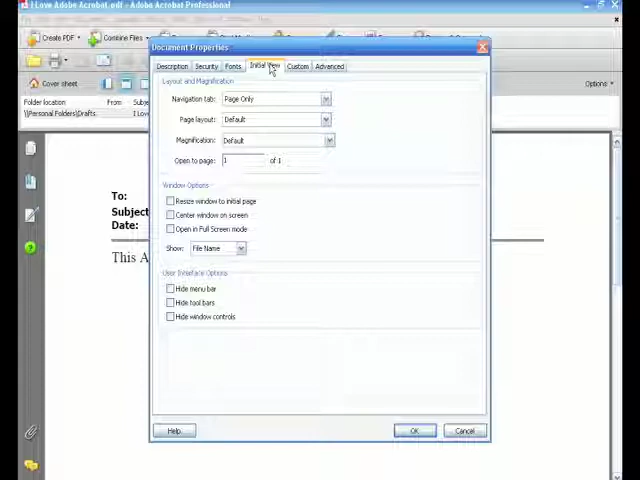 I Love Adobe Acrobat.pdf - Adobe Acrobat Professional
Create PDF
Combine Files
Cover sheet
Options
Folder location From Subje
\\Personal Folders\Drafts. I Lov
To:
Subject
Date:
This A
Document Properties
Description Security Fonts Initial View Custom Advanced
Layout and Magnification
Navigation tab: Page Only
Page layout: Default
Magnification: Default
Open to page: 1 of 1
Window Options
Resize window to initial page
Center window on screen
Open in Full Screen mode
Show: File Name
User Interface Options
Hide menu bar
Hide tool bars
Hide window controls
Help OK Cancel